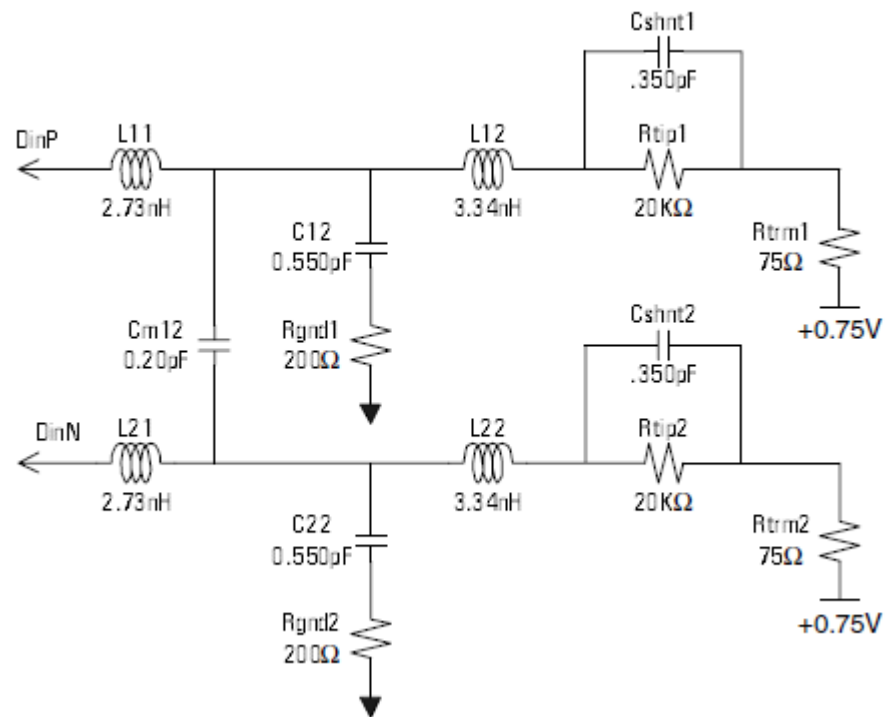 Cshnt1
.350pF
DinP
L11
2.73nH
L12
3.34nH
Rtip1
20KΩ
C12
0.550pF
Rtrm1
75Ω
+0.75V
Cm12
0.20pF
Rgnd1
200Ω
Cshnt2
.350pF
DinN
L21
2.73nH
L22
3.34nH
Rtip2
20KΩ
C22
0.550pF
Rtrm2
75Ω
+0.75V
Rgnd2
200Ω